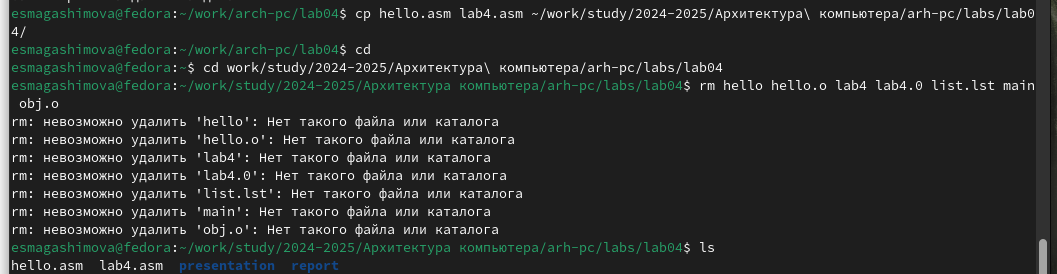 esmagashimova@fedora:~/work/arch-pc/lab04$ cp hello.asm lab4.asm ~/work/study/2024-2025/Архитектура\ компьютера/arh-pc/labs/lab0
4/
esmagashimova@fedora:~/work/arch-pc/lab04$ cd
esmagashimova@fedora:~$ cd work/study/2024-2025/Архитектура\ компьютера/arh-pc/labs/lab04
esmagashimova@fedora:~/work/study/2024-2025/Архитектура компьютера/arh-pc/labs/lab04$ rm hello hello.o lab4 lab4.0 list.lst main
obj.o
rm: невозможно удалить 'hello': Нет такого файла или каталога
rm: невозможно удалить 'hello.o': Нет такого файла или каталога
rm: невозможно удалить 'lab4': Нет такого файла или каталога
rm: невозможно удалить 'lab4.0': Нет такого файла или каталога
rm: невозможно удалить 'list.lst': Нет такого файла или каталога
rm: невозможно удалить 'main': Нет такого файла или каталога
rm: невозможно удалить 'obj.o': Нет такого файла или каталога
esmagashimova@fedora:~/work/study/2024-2025/Архитектура компьютера/arh-pc/labs/lab04$ ls
hello.asm  lab4.asm  presentation  report